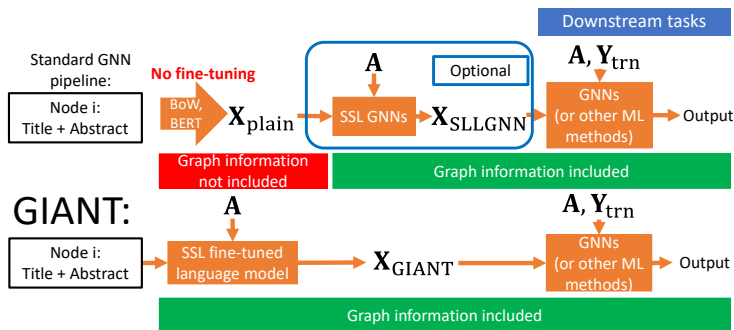 Downstream tasks
Standard GNN
pipeline:
No fine-tuning
A
Optional
A, Y_trn
Node i:
Title + Abstract
BoW,
BERT
X_plain
SSL GNNs
X_SLLGNN
GNNs
(or other ML
methods)
Output
Graph information
not included
Graph information included
GIANT:
A
A, Y_trn
Node i:
Title + Abstract
SSL fine-tuned
language model
X_GIANT
GNNs
(or other ML
methods)
Output
Graph information included